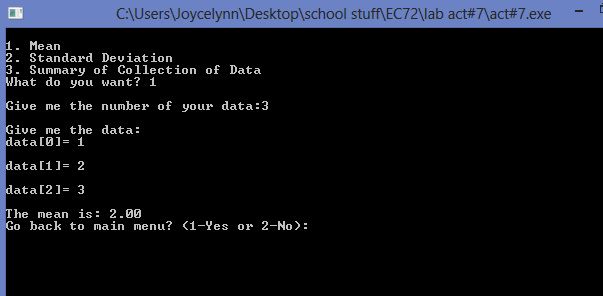 C:\Users\Joycelynn\Desktop\school stuff\EC72\lab act#7\act#7.exe
1. Mean
2. Standard Deviation
3. Summary of Collection of Data
What do you want? 1
Give me the number of your data:3
Give me the data:
data[0]= 1
data[1]= 2
data[2]= 3
The mean is: 2.00
Go back to main menu? (1-Yes or 2-No):